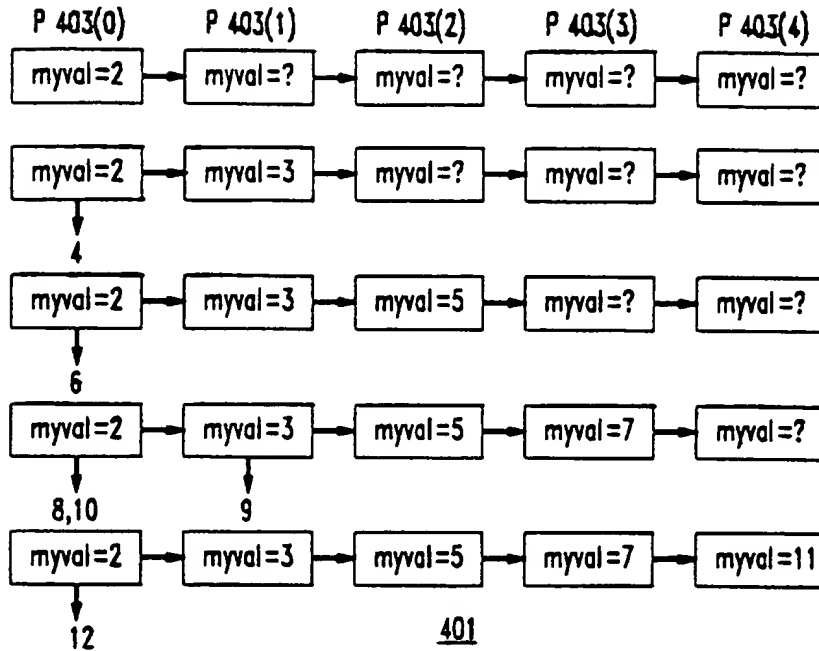 P 403(0) P 403(1) P 403(2) P 403(3) P 403(4)
myval=2 myval=? myval=? myval=? myval=?
myval=2 myval=3 myval=? myval=? myval=?
4
myval=2 myval=3 myval=5 myval=? myval=?
6
myval=2 myval=3 myval=5 myval=7 myval=?
8,10 9
myval=2 myval=3 myval=5 myval=7 myval=11
12 401